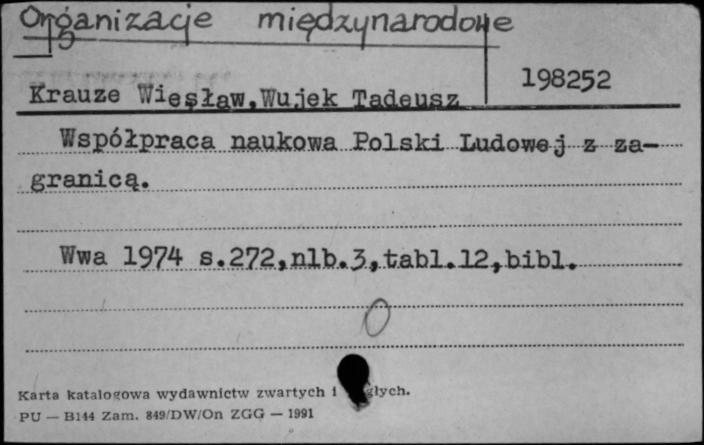 Organizacje międzynarodowe
198252
Krauze Wiesław,Wujek Tadeusz
Współpraca naukowa Polski Ludowej z za-
granicą.
Wwa 1974 s.272,nlb.3,tabl.12,bibl.
0
Karta katalogowa wydawnictw zwartych i
PU — B144 Zam. 849/DW/On ZGG — 1991